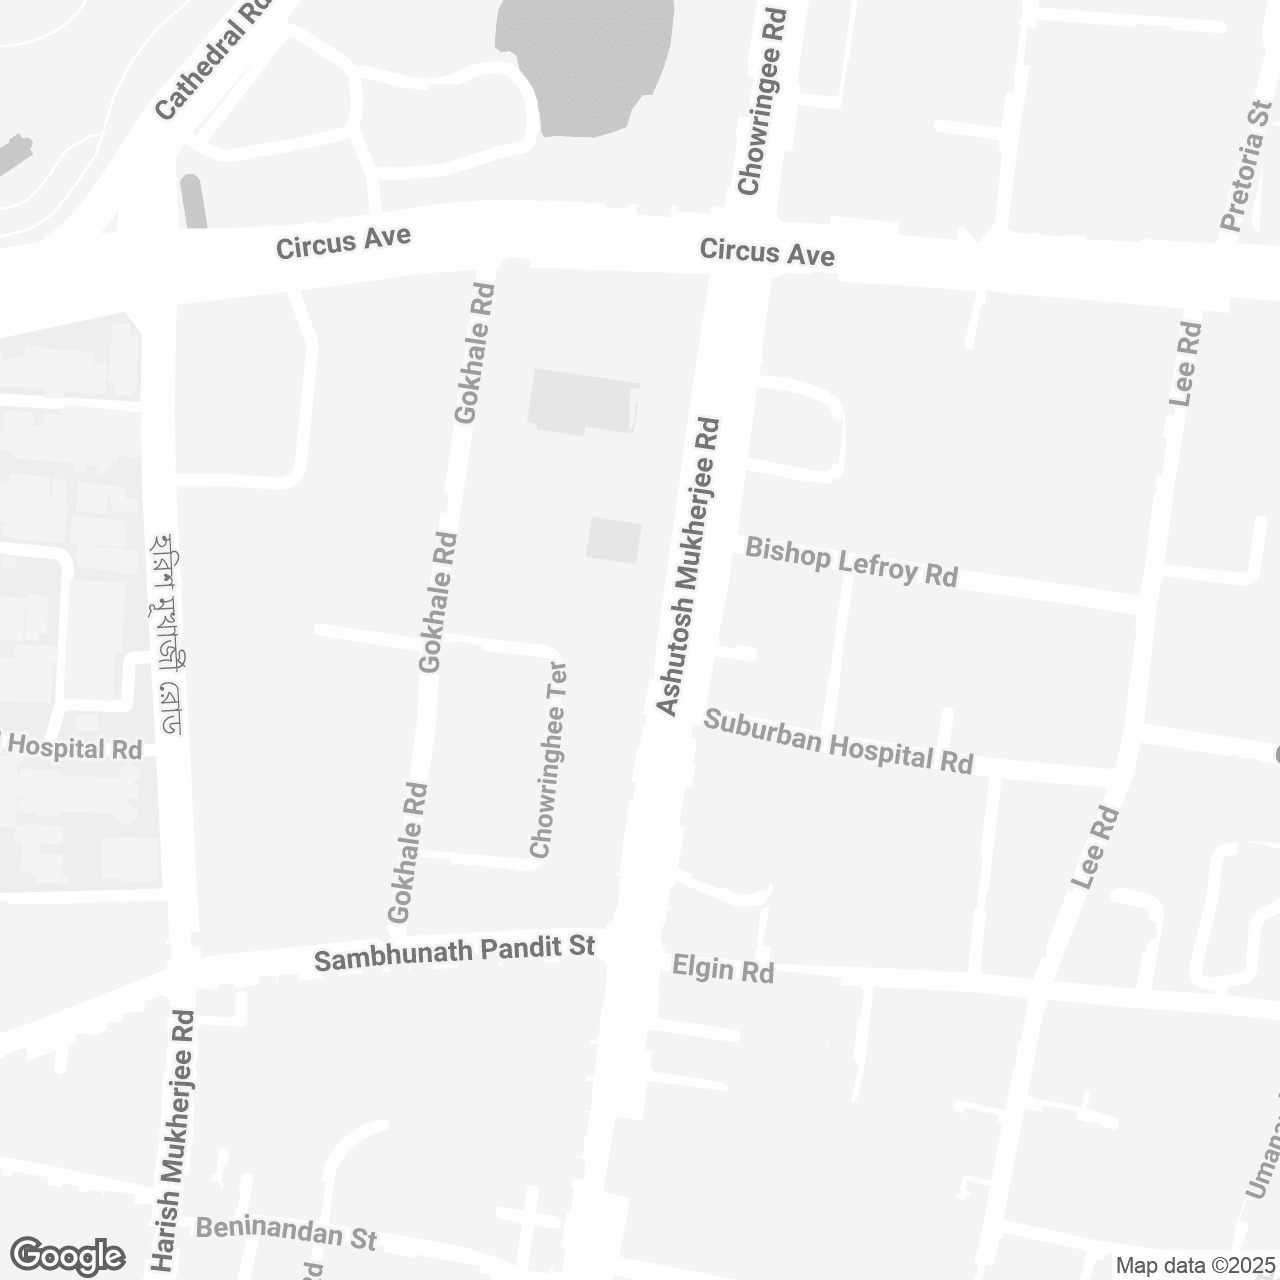 Cathedral Rd
Chowringee Rd
Pretoria St
Circus Ave
Circus Ave
Gokhale Rd
Lee Rd
Ashutosh Mukherjee Rd
Bishop Lefroy Rd
Gokhale Rd
হরিশ মুখার্জী রোড
Hospital Rd
Chowringhee Ter
Suburban Hospital Rd
Gokhale Rd
Lee Rd
Sambhunath Pandit St
Elgin Rd
Harish Mukherjee Rd
Beninandan St
Rd
Google
Map data ©2025